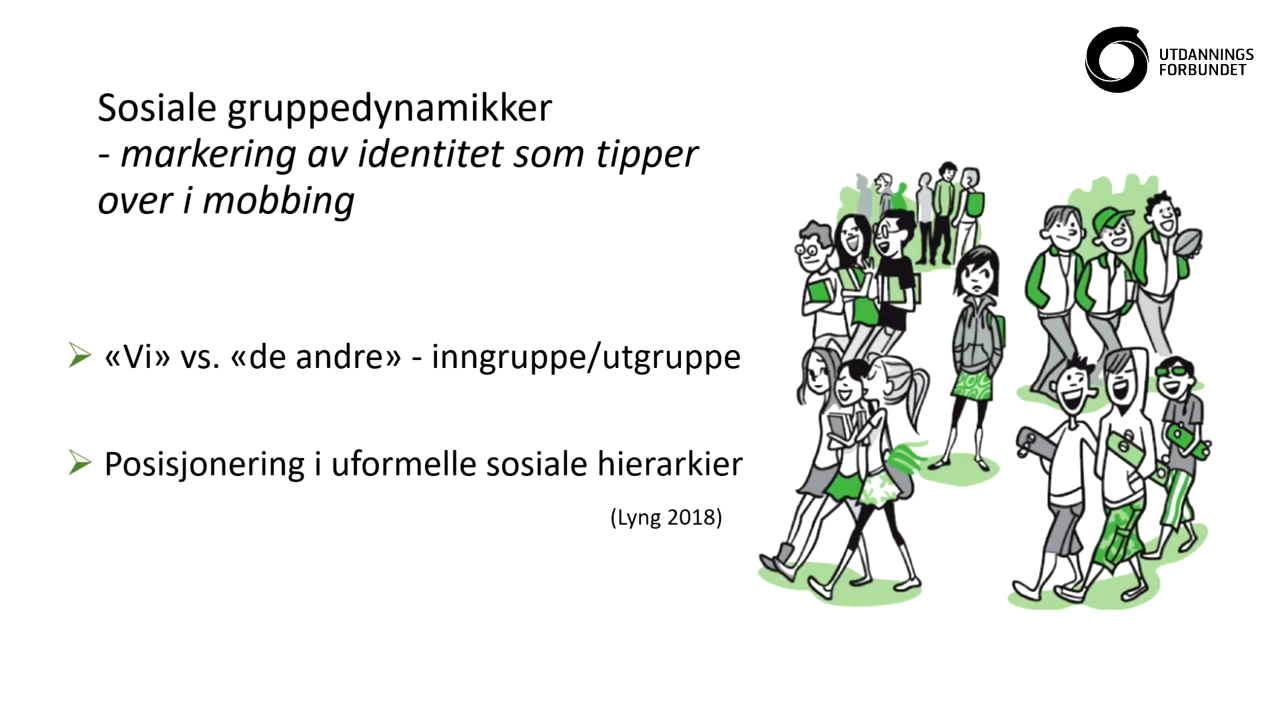 UTDANNINGS
FORBUNDET
Sosiale gruppedynamikker
- markering av identitet som tipper
over i mobbing
«Vi» vs. «de andre» - inngruppe/utgruppe
Posisjonering i uformelle sosiale hierarkier
(Lyng 2018)